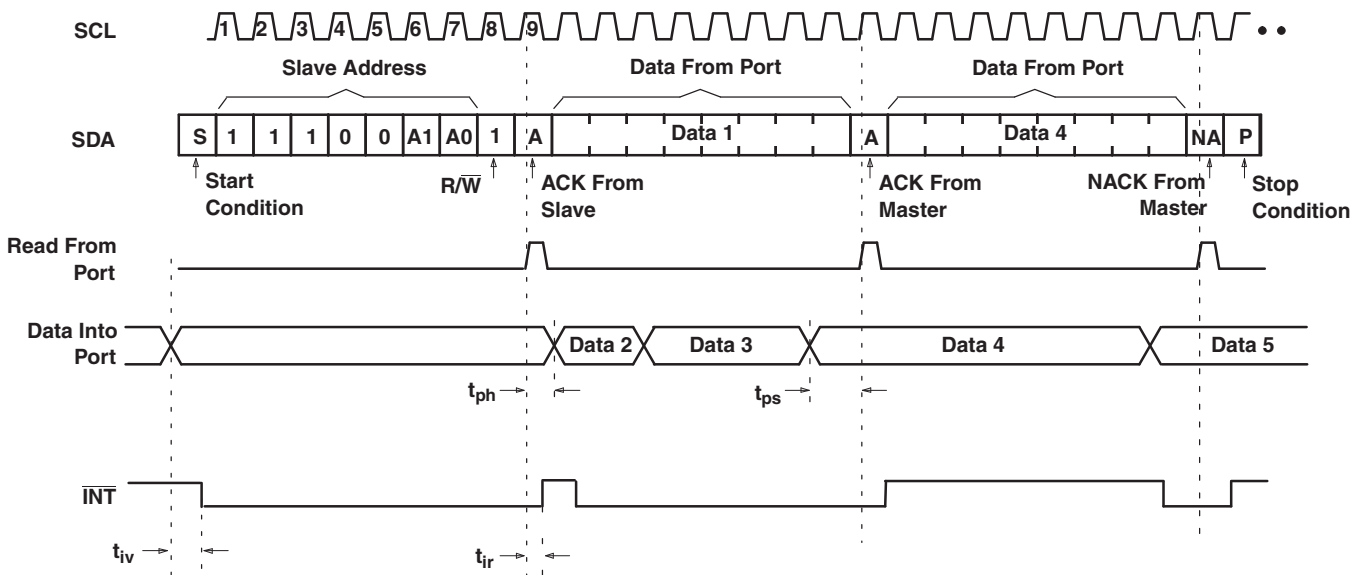 SCL
1 2 3 4 5 6 7 8 9
Slave Address
Data From Port
Data From Port
SDA
S 1 1 1 0 0 A1 A0 1 A Data 1 A Data 4 NA P
Start
Condition
R/W̅
ACK From
Slave
ACK From
Master
NACK From
Master
Stop
Condition
Read From
Port
Data Into
Port
Data 2 Data 3 Data 4 Data 5
tph
tps
I̅N̅T̅
tiv
tir